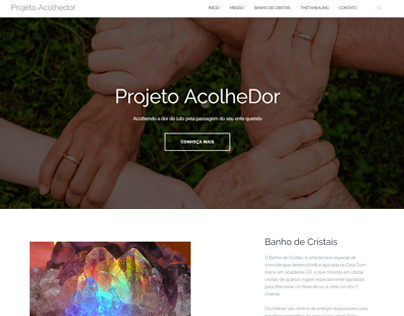 Projeto Acolhedor
INÍCIO MISSÃO BANHO DE CRISTAIS THETAHEALING CONTATO
Projeto AcolheDor
Acolhendo a dor do luto pela passagem do seu ente querido
CONHEÇA MAIS
Banho de Cristais
O Banho de Cristais, é uma técnica especial de
cromoterapia desenvolvida e aplicada na Casa Dom
Inácio em Abadiânia-GO, e que consiste em utilizar
cristais de quartzo vogel, especialmente lapidados
para direcionar um feixe de luz a cada um dos 7
chakras.
Os chakras são centros de energia responsáveis pelo